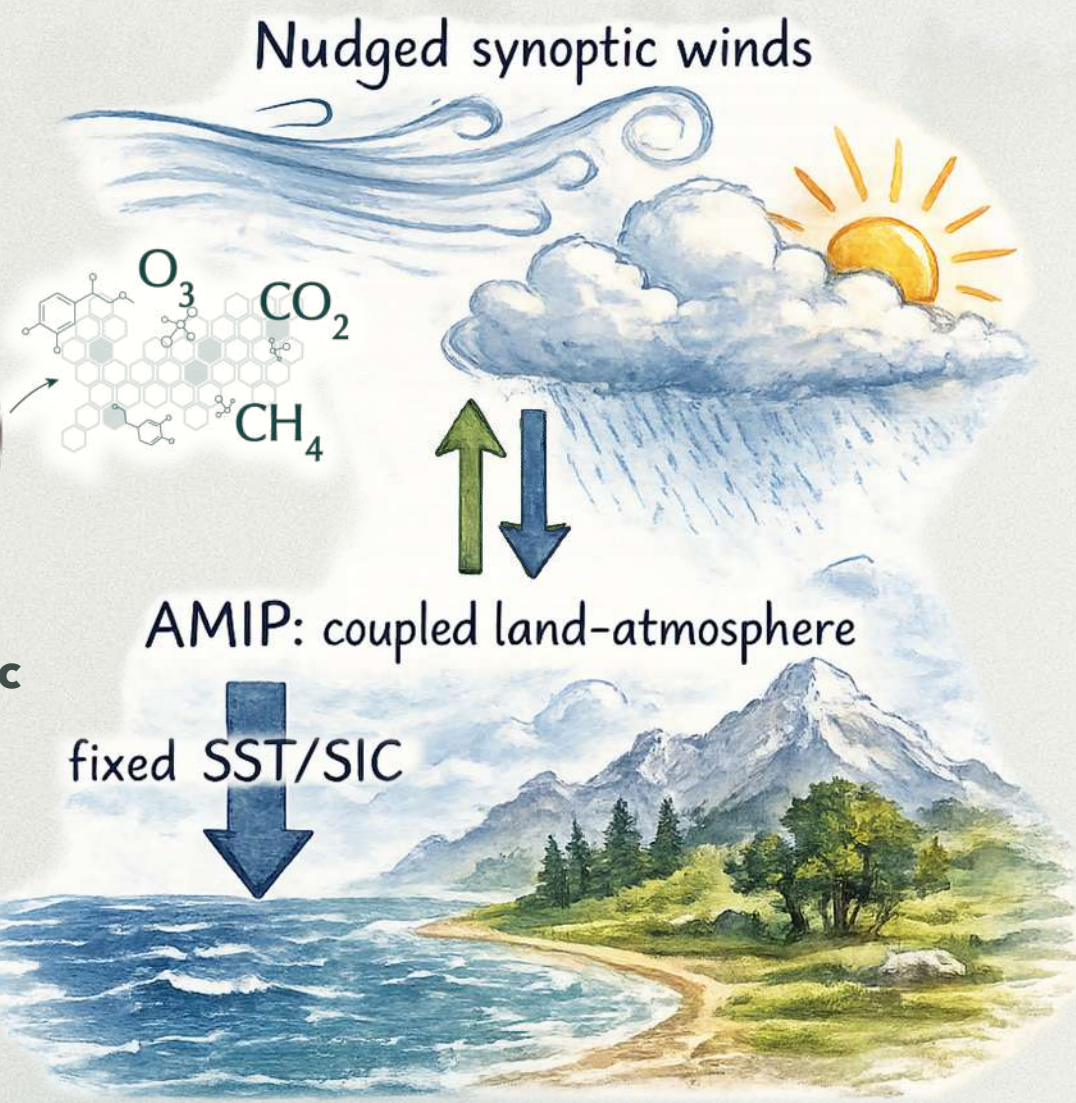 Nudged synoptic winds
O₃
CO₂
CH₄
AMIP: coupled land-atmosphere
c
fixed SST/SIC